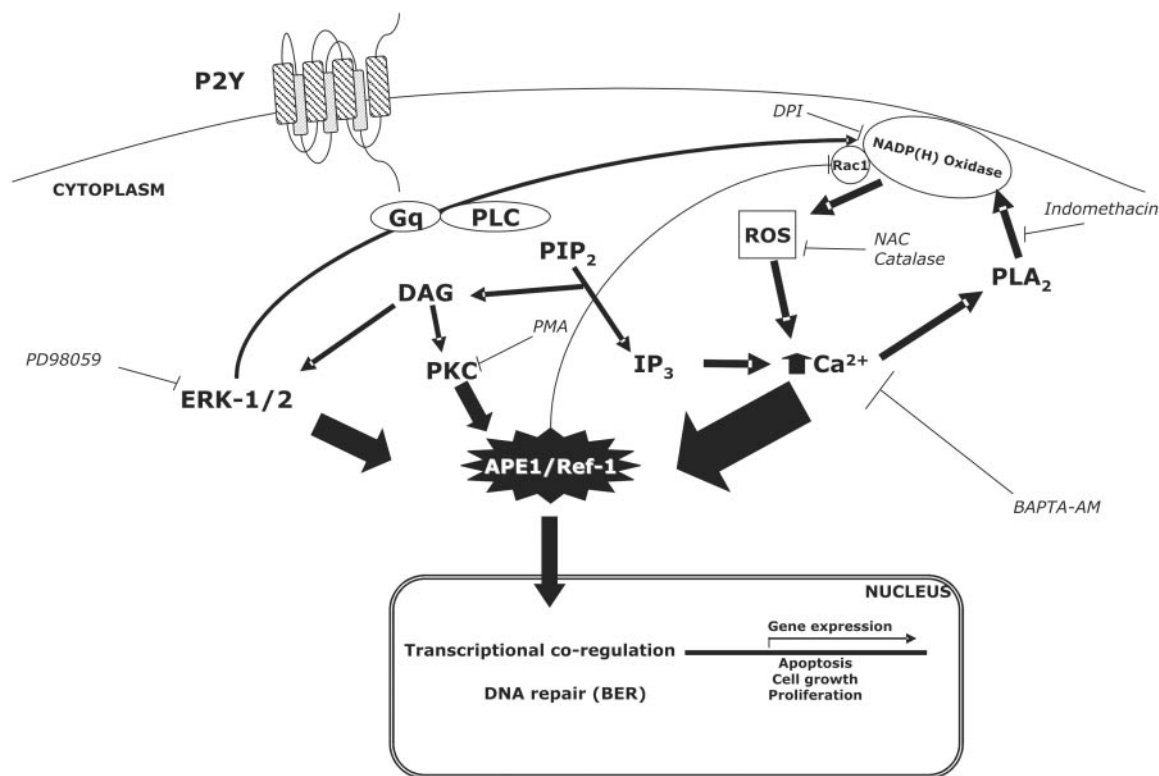 P2Y
DPI
NADP(H) Oxidase
Rac1
CYTOPLASM
Gq
PLC
Indomethacin
ROS
NAC
Catalase
PIP₂
PLA₂
DAG
PMA
PD98059
PKC
IP₃
Ca²⁺
ERK-1/2
APE1/Ref-1
BAPTA-AM
NUCLEUS
Gene expression
Transcriptional co-regulation
Apoptosis
Cell growth
Proliferation
DNA repair (BER)